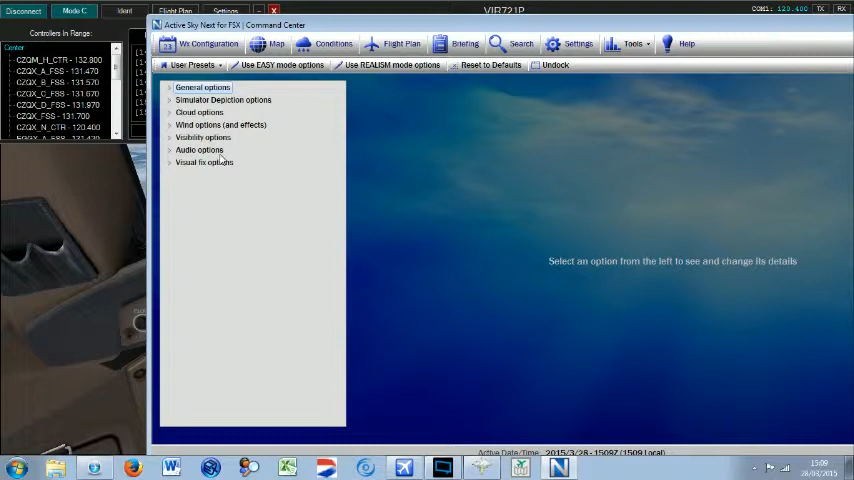 Disconnect Mode C Ident Flight Plan Settings VIR721P COM1: 120.400 TX RX
Controllers In Range:
Center
CZQM_H_CTR - 132.800
CZQX_A_FSS - 131.470
CZQX_B_FSS - 131.570
CZQX_C_FSS - 131.670
CZQX_D_FSS - 131.970
CZQX_N_CTR - 120.400
Active Sky Next for FSX | Command Center
23 Wx Configuration Map Conditions Flight Plan Briefing Search Settings Tools Help
User Presets Use EASY mode options Use REALISM mode options Reset to Defaults Undock
General options
Simulator Depiction options
Cloud options
Wind options (and effects)
Visibility options
Audio options
Visual fix options
Select an option from the left to see and change its details
Active Date/Time: 2015/3/28 - 1509Z (1509 local)
15:09
28/03/2015